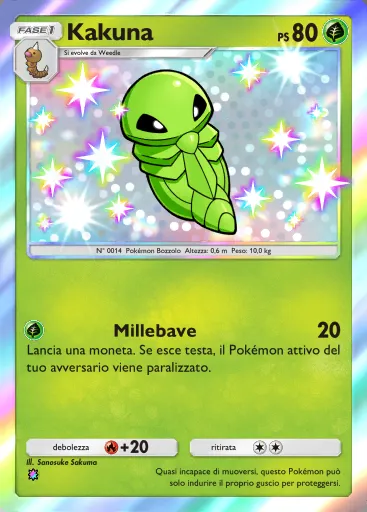 FASE 1
Kakuna
PS 80
Si evolve da Weedle
N° 0014 Pokémon Bozzolo Altezza: 0,6 m Peso: 10,0 kg
Millebave 20
Lancia una moneta. Se esce testa, il Pokémon attivo del
tuo avversario viene paralizzato.
debolezza +20 ritirata
Ill. Sanosuke Sakuma
Quasi incapace di muoversi, questo Pokémon può
solo indurire il proprio guscio per proteggersi.